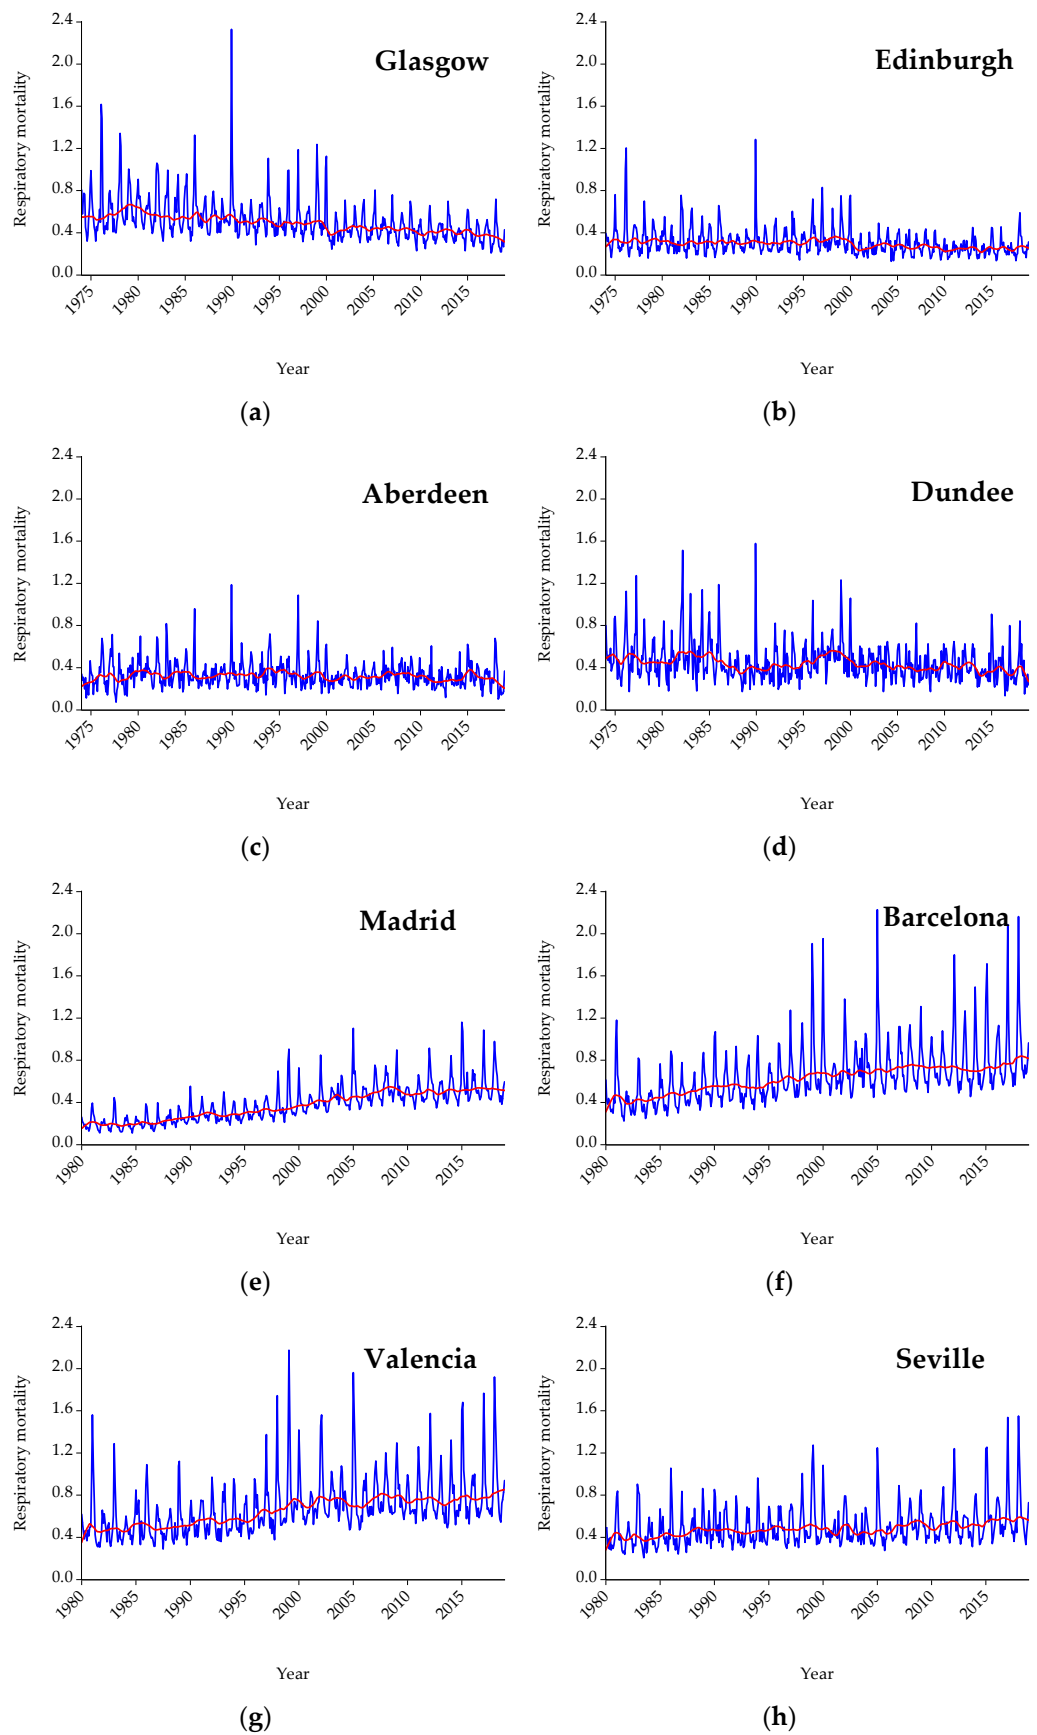 Glasgow
Respiratory mortality
2.4
2.0
1.6
1.2
0.8
0.4
0.0
1975 1980 1985 1990 1995 2000 2005 2010 2015
Year
(a)
Edinburgh
Respiratory mortality
2.4
2.0
1.6
1.2
0.8
0.4
0.0
1975 1980 1985 1990 1995 2000 2005 2010 2015
Year
(b)
Aberdeen
Respiratory mortality
2.4
2.0
1.6
1.2
0.8
0.4
0.0
1975 1980 1985 1990 1995 2000 2005 2010 2015
Year
(c)
Dundee
Respiratory mortality
2.4
2.0
1.6
1.2
0.8
0.4
0.0
1975 1980 1985 1990 1995 2000 2005 2010 2015
Year
(d)
Madrid
Respiratory mortality
2.4
2.0
1.6
1.2
0.8
0.4
0.0
1980 1985 1990 1995 2000 2005 2010 2015
Year
(e)
Barcelona
Respiratory mortality
2.4
2.0
1.6
1.2
0.8
0.4
0.0
1980 1985 1990 1995 2000 2005 2010 2015
Year
(f)
Valencia
Respiratory mortality
2.4
2.0
1.6
1.2
0.8
0.4
0.0
1980 1985 1990 1995 2000 2005 2010 2015
Year
(g)
Seville
Respiratory mortality
2.4
2.0
1.6
1.2
0.8
0.4
0.0
1980 1985 1990 1995 2000 2005 2010 2015
Year
(h)